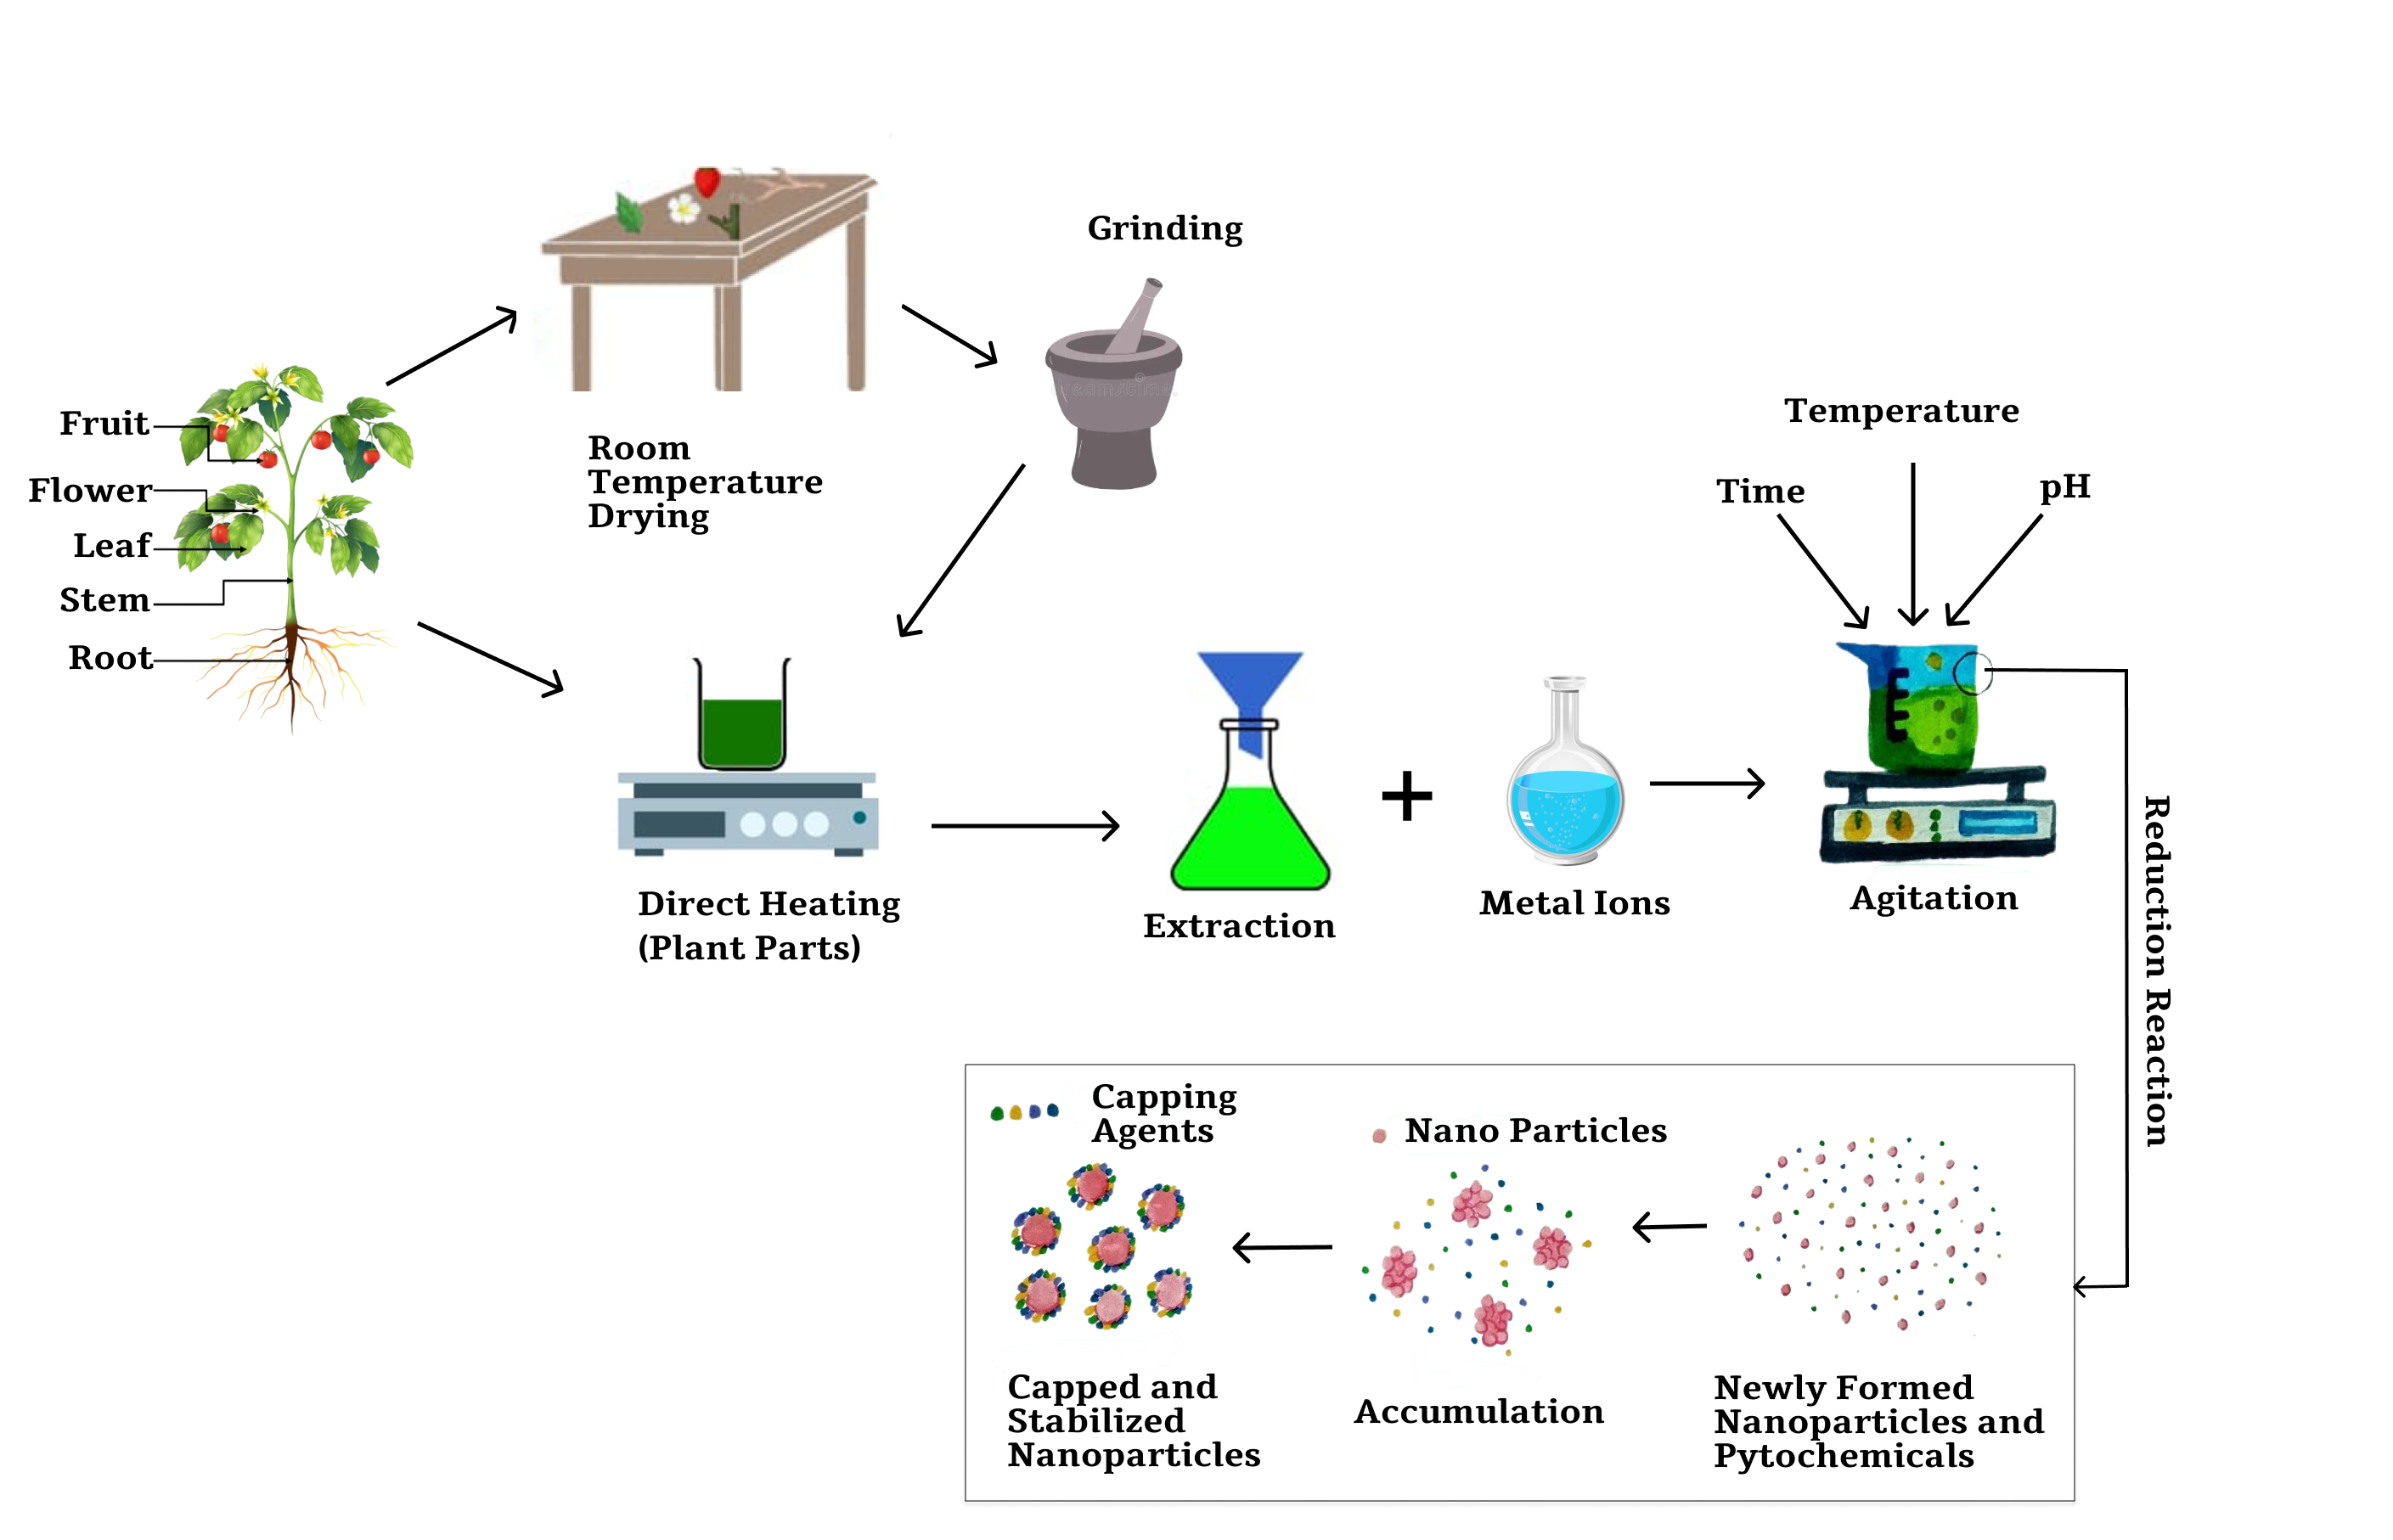 Grinding
Room
Temperature
Drying
Fruit
Flower
Leaf
Stem
Root
Temperature
Time
pH
Direct Heating
(Plant Parts)
Extraction
Metal Ions
Agitation
Reduction Reaction
Capping
Agents
Nano Particles
Capped and
Stabilized
Nanoparticles
Accumulation
Newly Formed
Nanoparticles and
Pytochemicals